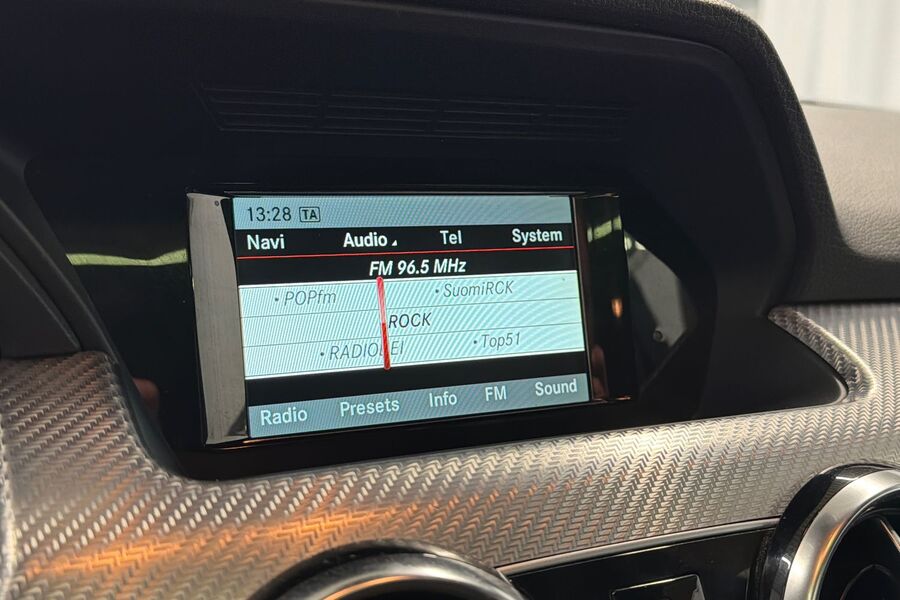 13:28 TA
Navi Audio Tel System
FM 96.5 MHz
• POPfm • SuomiRCK
ROCK
• Top51
Radio Presets Info FM Sound